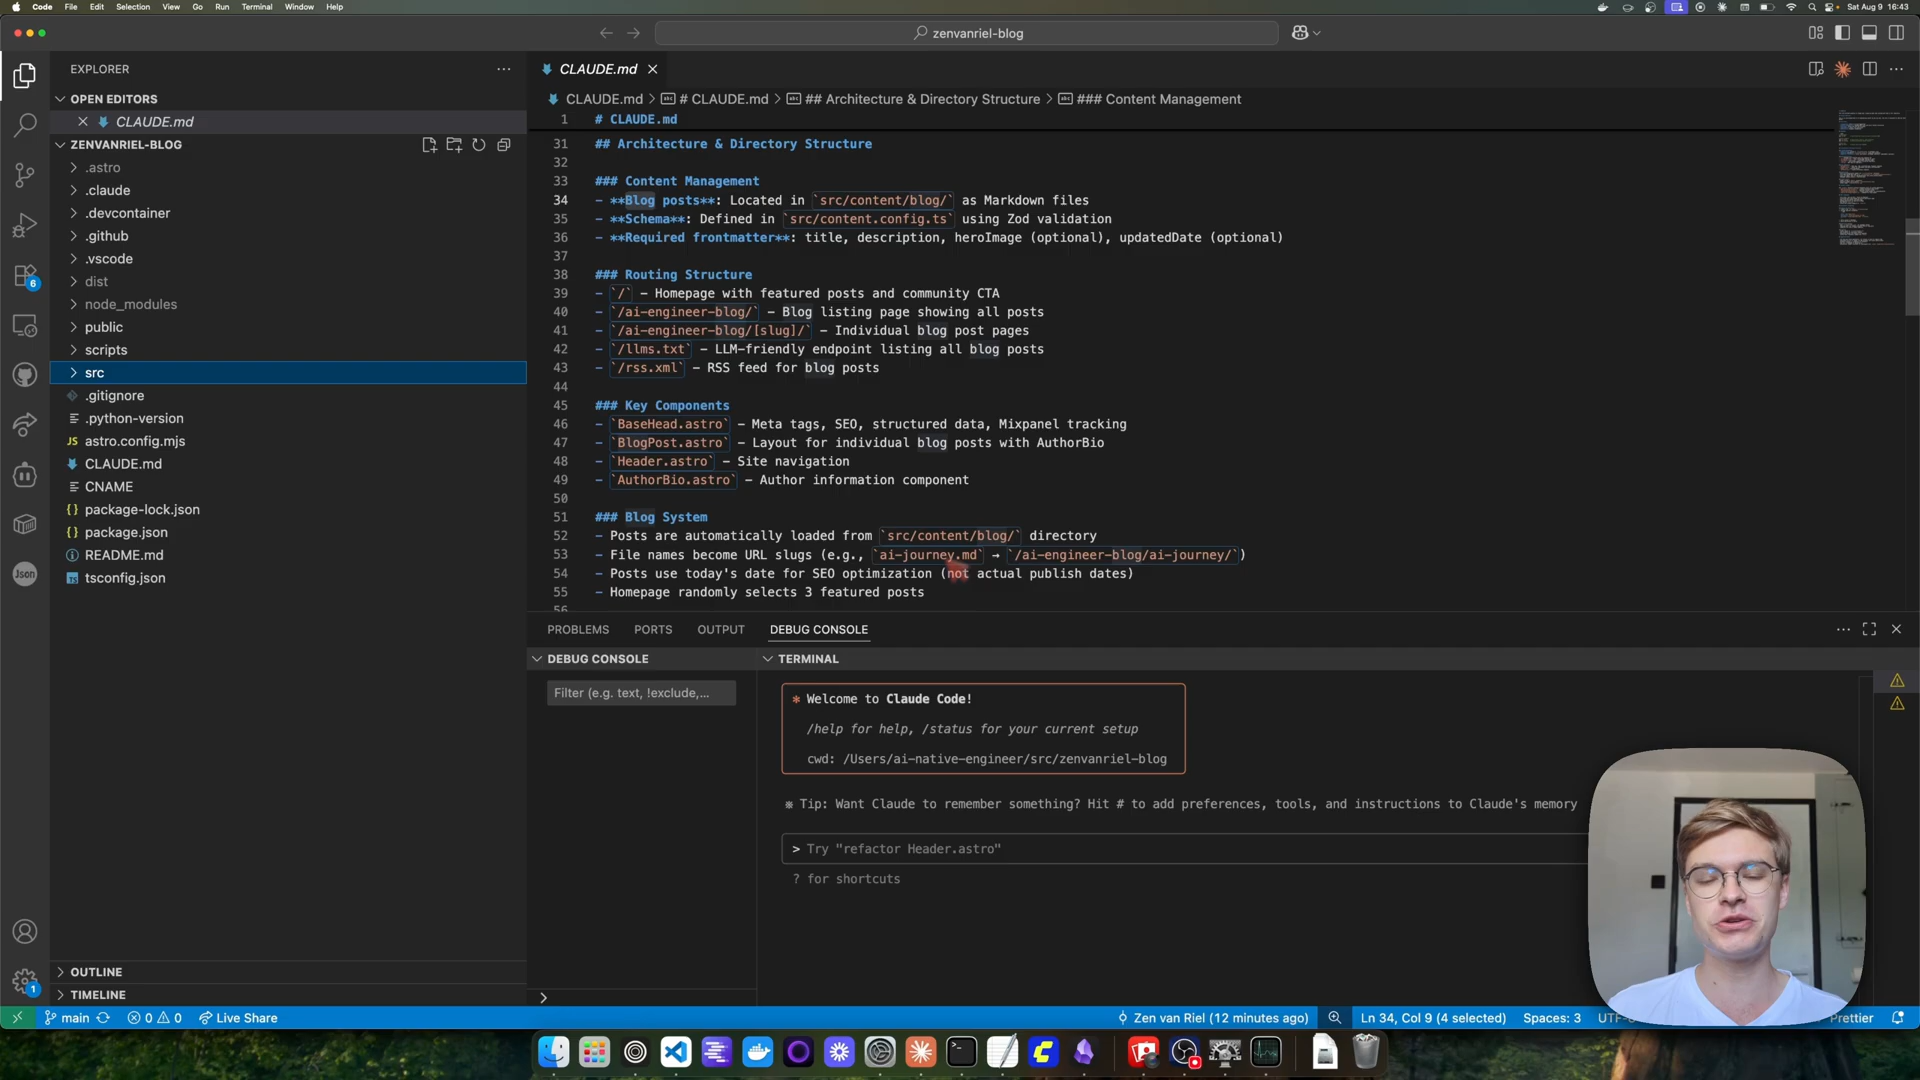 Code File Edit Selection View Go Run Terminal Window Help
Sat Aug 9 16:43
zenvanriel-blog
EXPLORER
OPEN EDITORS
CLAUDE.md
ZENVANRIEL-BLOG
.astro
.claude
.devcontainer
.github
.vscode
dist
node_modules
public
scripts
src
.gitignore
.python-version
JS astro.config.mjs
CLAUDE.md
CNAME
{} package-lock.json
{} package.json
README.md
tsconfig.json
OUTLINE
TIMELINE
6
Json
1
CLAUDE.md
CLAUDE.md > # CLAUDE.md > ## Architecture & Directory Structure > ### Content Management
1 # CLAUDE.md
31 ## Architecture & Directory Structure
32
33 ### Content Management
34 - **Blog posts**: Located in `src/content/blog/` as Markdown files
35 - **Schema**: Defined in `src/content.config.ts` using Zod validation
36 - **Required frontmatter**: title, description, heroImage (optional), updatedDate (optional)
37
38 ### Routing Structure
39 - `/` - Homepage with featured posts and community CTA
40 - `/ai-engineer-blog/` - Blog listing page showing all posts
41 - `/ai-engineer-blog/[slug]/` - Individual blog post pages
42 - `/llms.txt` - LLM-friendly endpoint listing all blog posts
43 - `/rss.xml` - RSS feed for blog posts
44
45 ### Key Components
46 - `BaseHead.astro` - Meta tags, SEO, structured data, Mixpanel tracking
47 - `BlogPost.astro` - Layout for individual blog posts with AuthorBio
48 - `Header.astro` - Site navigation
49 - `AuthorBio.astro` - Author information component
50
51 ### Blog System
52 - Posts are automatically loaded from `src/content/blog/` directory
53 - File names become URL slugs (e.g., `ai-journey.md` → `/ai-engineer-blog/ai-journey/`)
54 - Posts use today's date for SEO optimization (not actual publish dates)
55 - Homepage randomly selects 3 featured posts
56
PROBLEMS PORTS OUTPUT DEBUG CONSOLE
DEBUG CONSOLE
Filter (e.g. text, !exclude,...
TERMINAL
Welcome to Claude Code!
/help for help, /status for your current setup
cwd: /Users/ai-native-engineer/src/zenvanriel-blog
※ Tip: Want Claude to remember something? Hit # to add preferences, tools, and instructions to Claude's memory
> Try "refactor Header.astro"
? for shortcuts
main 0 0 Live Share
Zen van Riel (12 minutes ago) Ln 34, Col 9 (4 selected) Spaces: 3 Prettier